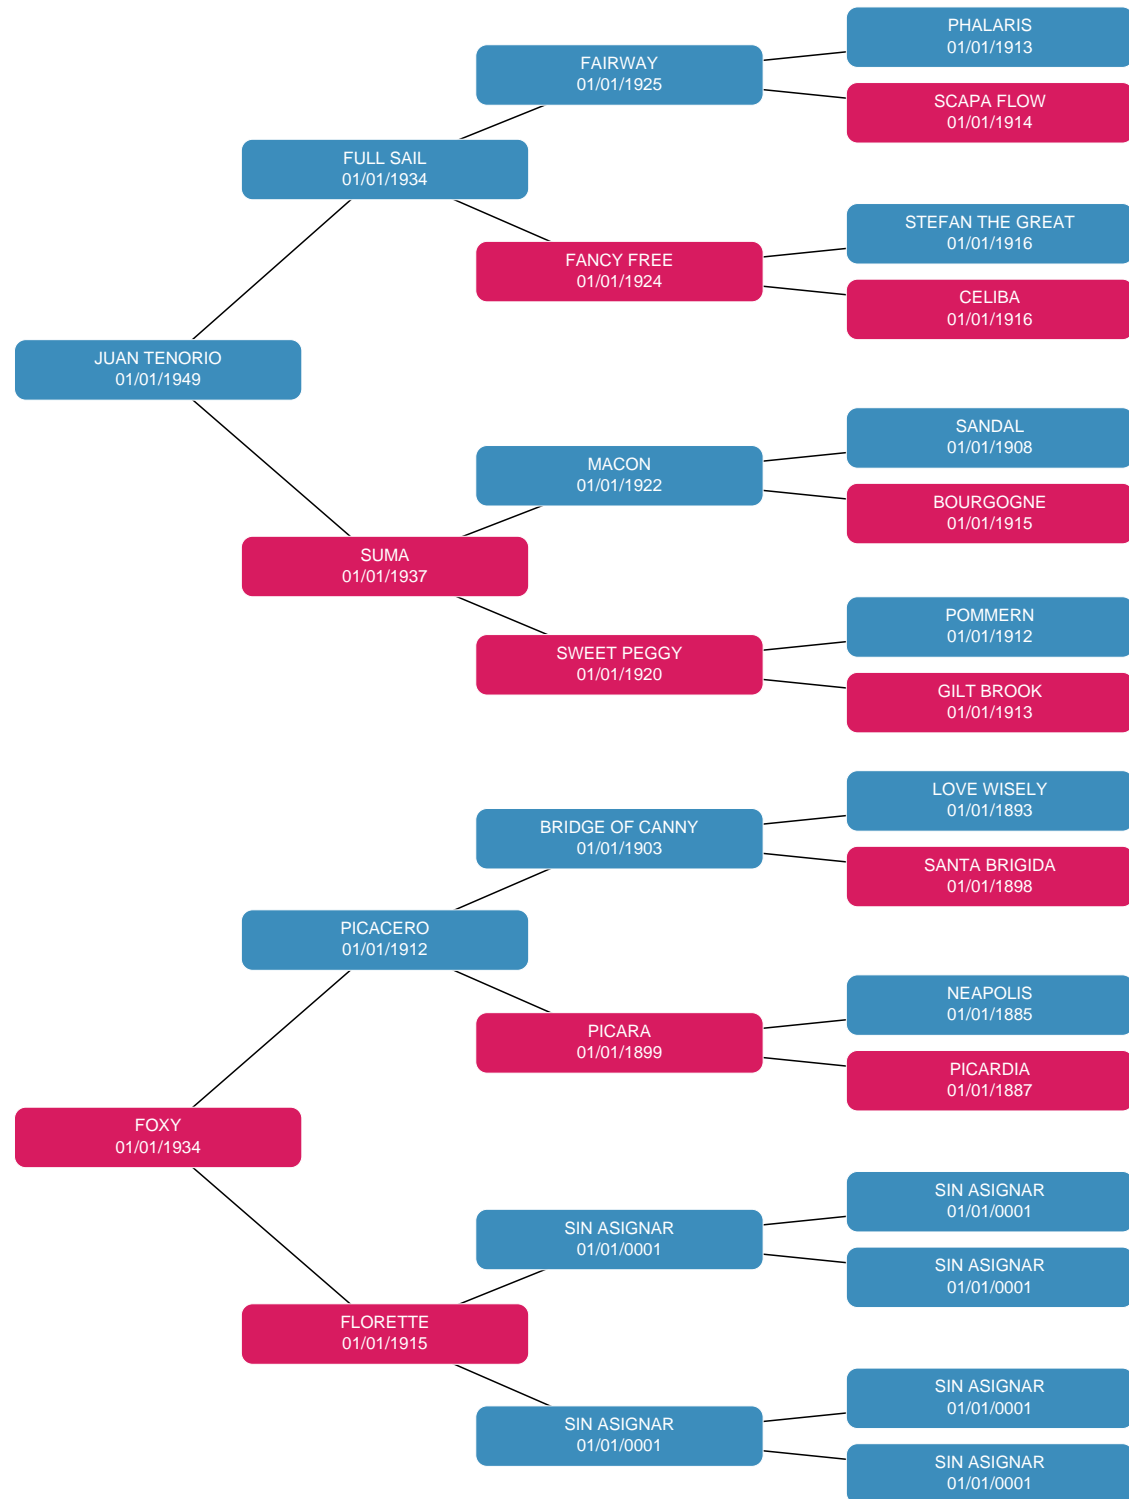 PHALARIS
01/01/1913
FAIRWAY
01/01/1925
SCAPA FLOW
01/01/1914
FULL SAIL
01/01/1934
STEFAN THE GREAT
01/01/1916
FANCY FREE
01/01/1924
CELIBA
01/01/1916
JUAN TENORIO
01/01/1949
SANDAL
01/01/1908
MACON
01/01/1922
BOURGOGNE
01/01/1915
SUMA
01/01/1937
POMMERN
01/01/1912
SWEET PEGGY
01/01/1920
GILT BROOK
01/01/1913
LOVE WISELY
01/01/1893
BRIDGE OF CANNY
01/01/1903
SANTA BRIGIDA
01/01/1898
PICACERO
01/01/1912
NEAPOLIS
01/01/1885
PICARA
01/01/1899
PICARDIA
01/01/1887
FOXY
01/01/1934
SIN ASIGNAR
01/01/0001
SIN ASIGNAR
01/01/0001
SIN ASIGNAR
01/01/0001
FLORETTE
01/01/1915
SIN ASIGNAR
01/01/0001
SIN ASIGNAR
01/01/0001
SIN ASIGNAR
01/01/0001